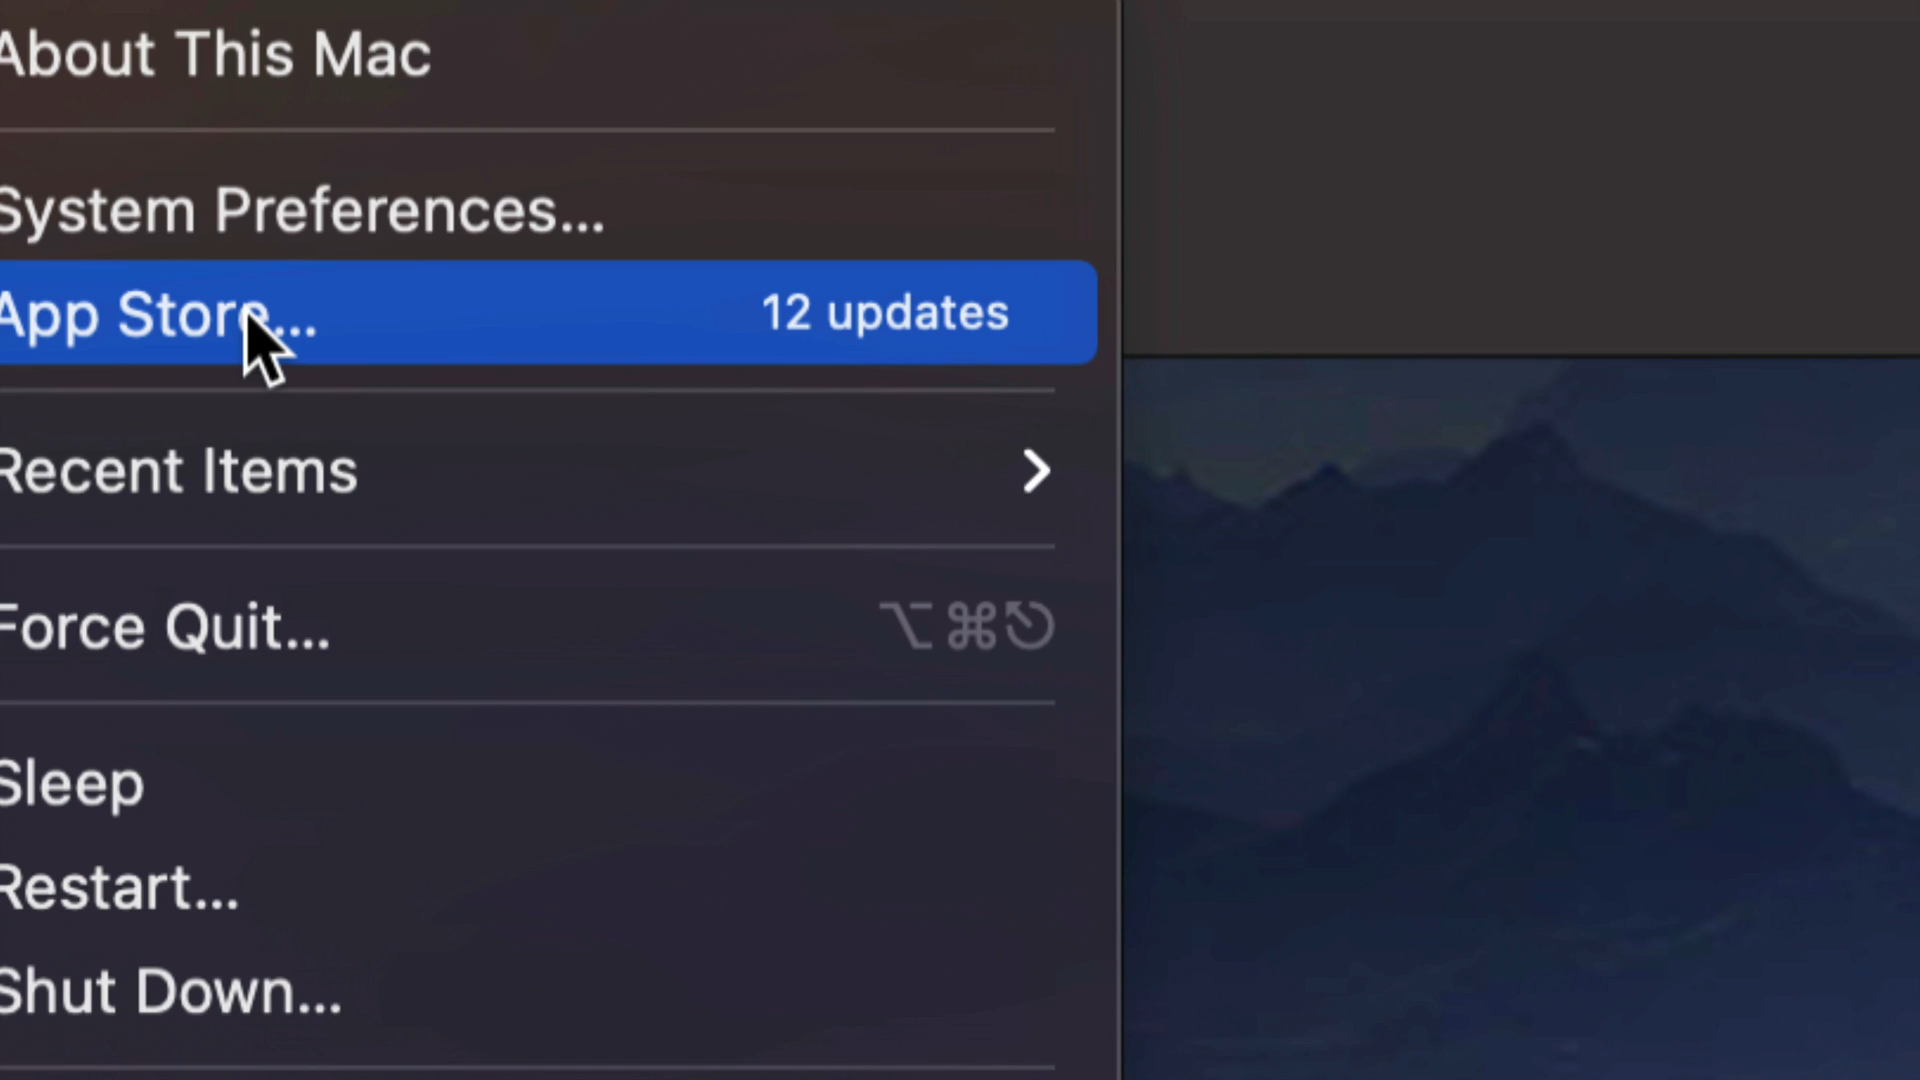 About This Mac
System Preferences...
App Store... 12 updates
Recent Items
Force Quit... ⌥⌘⎋
Sleep
Restart...
Shut Down...